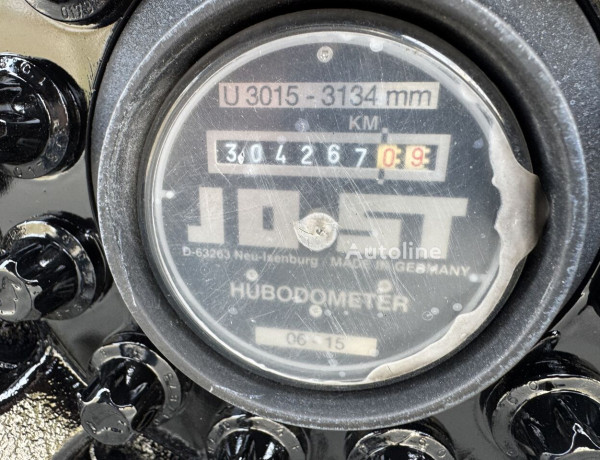 U 3015 - 3134 mm
KM
30426709
JOST
D-63263 Neu-Isenburg MADE IN GERMANY
Autoline
HUBODOMETER
06 - 15